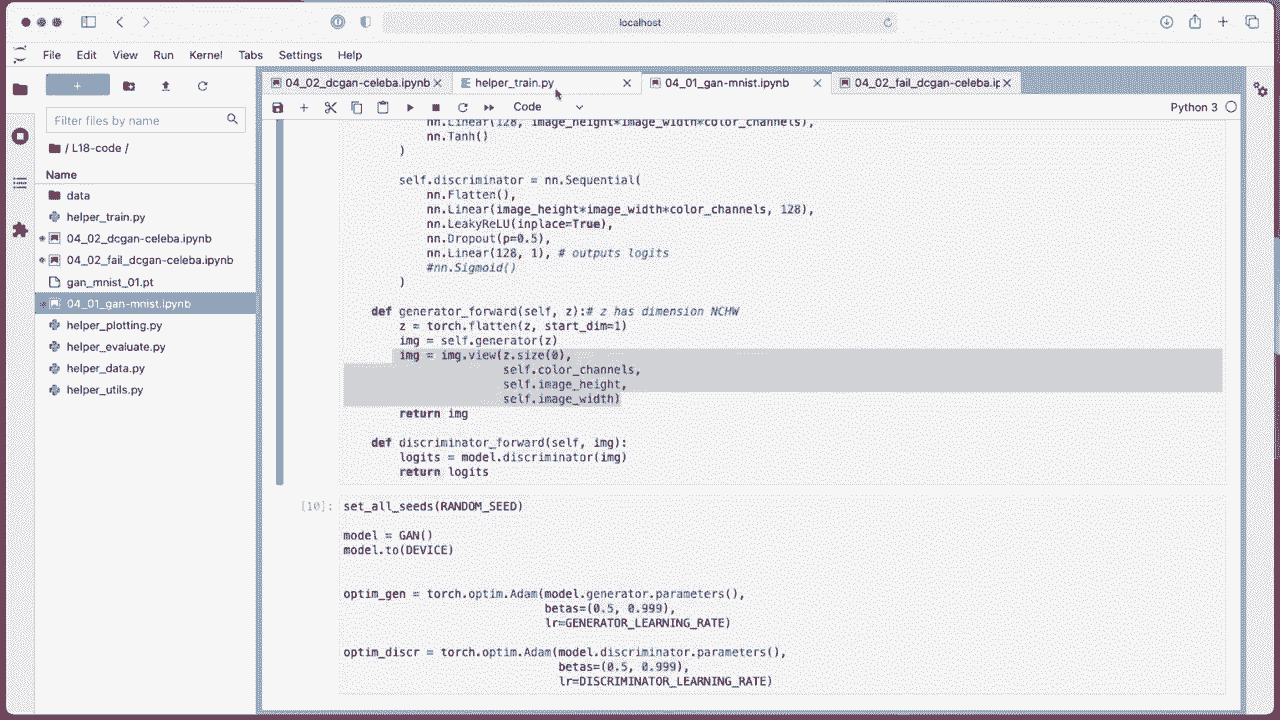 localhost
File Edit View Run Kernel Tabs Settings Help
04_02_dcgan-celeba.ipynb helper_train.py 04_01_gan-mnist.ipynb 04_02_fail_dcgan-celeba.ip
Code Python 3
Filter files by name
/ L18-code /
Name
data
helper_train.py
04_02_dcgan-celeba.ipynb
04_02_fail_dcgan-celeba.ipynb
gan_mnist_01.pt
04_01_gan-mnist.ipynb
helper_plotting.py
helper_evaluate.py
helper_data.py
helper_utils.py
nn.Linear(128, image_height*image_width*color_channels),
nn.Tanh()
)
self.discriminator = nn.Sequential(
nn.Flatten(),
nn.Linear(image_height*image_width*color_channels, 128),
nn.LeakyReLU(inplace=True),
nn.Dropout(p=0.5),
nn.Linear(128, 1), # outputs logits
#nn.Sigmoid()
)
def generator_forward(self, z):# z has dimension NCHW
z = torch.flatten(z, start_dim=1)
img = self.generator(z)
img = img.view(z.size(0),
self.color_channels,
self.image_height,
self.image_width)
return img
def discriminator_forward(self, img):
logits = model.discriminator(img)
return logits
[10]: set_all_seeds(RANDOM_SEED)
model = GAN()
model.to(DEVICE)
optim_gen = torch.optim.Adam(model.generator.parameters(),
betas=(0.5, 0.999),
lr=GENERATOR_LEARNING_RATE)
optim_discr = torch.optim.Adam(model.discriminator.parameters(),
betas=(0.5, 0.999),
lr=DISCRIMINATOR_LEARNING_RATE)